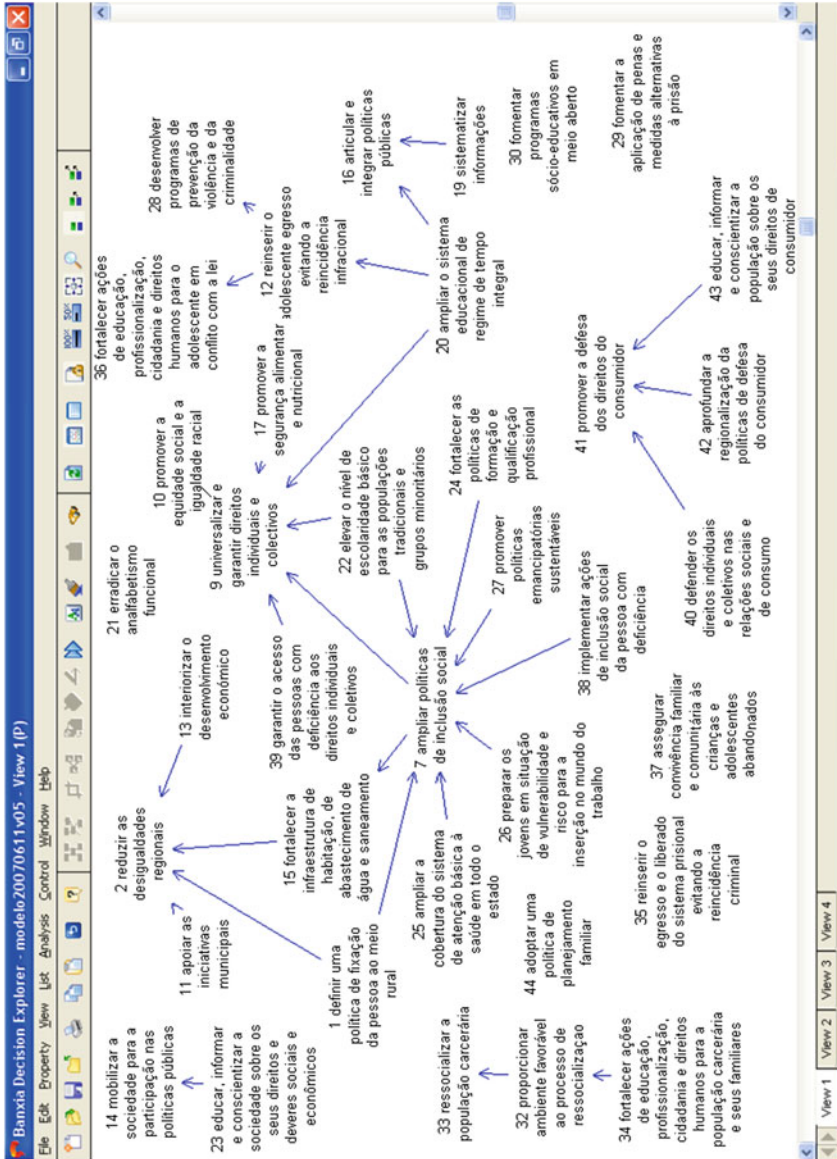 Banxia Decision Explorer - modelo20070611v05 - View 1(P)
File Edit Property View List Analysis Control Window Help
100% 50%
14 mobilizar a
sociedade para a
participação nas
políticas públicas
23 educar, informar
e conscientizar a
sociedade sobre os
seus direitos e
deveres sociais e
econômicos
11 apoiar as
iniciativas
municipais
2 reduzir as
desigualdades
regionais
13 interiorizar o
desenvolvimento
econômico
21 erradicar o
analfabetismo
funcional
10 promover a
equidade social e a
igualdade racial
9 universalizar e
garantir direitos
individuais e
colectivos
36 fortalecer ações
de educação,
profissionalização,
cidadania e direitos
humanos para o
adolescente em
conflito com a lei
28 desenvolver
programas de
prevenção da
violência e da
criminalidade
1 definir uma
política de fixação
da pessoa ao meio
rural
15 fortalecer a
infraestrutura de
habitação, de
abastecimento de
água e saneamento
39 garantir o acesso
das pessoas com
deficiência aos
direitos individuais
e coletivos
17 promover a
segurança alimentar
e nutricional
12 reinserir o
adolescente egresso
evitando a
reincidência
infracional
16 articular e
integrar políticas
públicas
22 elevar o nível de
escolaridade básico
para as populações
tradicionais e
grupos minoritários
20 ampliar o sistema
educacional de
regime de tempo
integral
19 sistematizar
informações
33 ressocializar a
população carcerária
25 ampliar a
cobertura do sistema
de atenção básica à
saúde em todo o
estado
7 ampliar políticas
de inclusão social
24 fortalecer as
políticas de
formação e
qualificação
profissional
30 fomentar
programas
sócio-educativos em
meio aberto
32 proporcionar
ambiente favorável
ao processo de
ressocialização
44 adoptar uma
política de
planejamento
familiar
26 preparar os
jovens em situação
de vulnerabilidade e
risco para a
inserção no mundo do
trabalho
27 promover
políticas
emancipatórias
sustentáveis
38 implementar ações
de inclusão social
da pessoa com
deficiência
41 promover a defesa
dos direitos do
consumidor
29 fomentar a
aplicação de penas e
medidas alternativas
à prisão
34 fortalecer ações
de educação,
profissionalização,
cidadania e direitos
humanos para a
população carcerária
e seus familiares
35 reinserir o
egresso e o liberado
do sistema prisional
evitando a
reincidência
criminal
37 assegurar
convivência familiar
e comunitária às
crianças e
adolescentes
abandonados
40 defender os
direitos individuais
e coletivos nas
relações sociais e
de consumo
42 aprofundar a
regionalização da
políticas de defesa
do consumidor
43 educar, informar
e conscientizar a
população sobre os
seus direitos de
consumidor
View 1 View 2 View 3 View 4